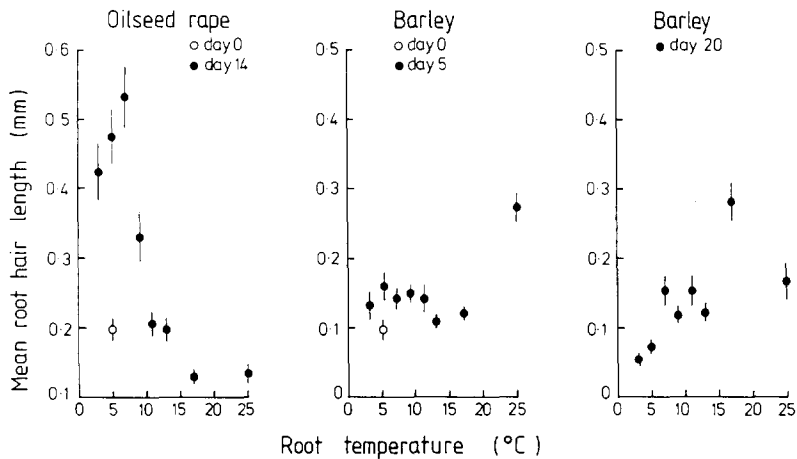 Oilseed rape
○ day 0
● day 14
Barley
○ day 0
● day 5
Barley
● day 20
Mean root hair length (mm)
0·6
0·5
0·4
0·3
0·2
0·1
0 5 10 15 20 25
0·5
0·4
0·3
0·2
0·1
0
0 5 10 15 20 25
0·5
0·4
0·3
0·2
0·1
0
0 5 10 15 20 25
Root temperature (°C)